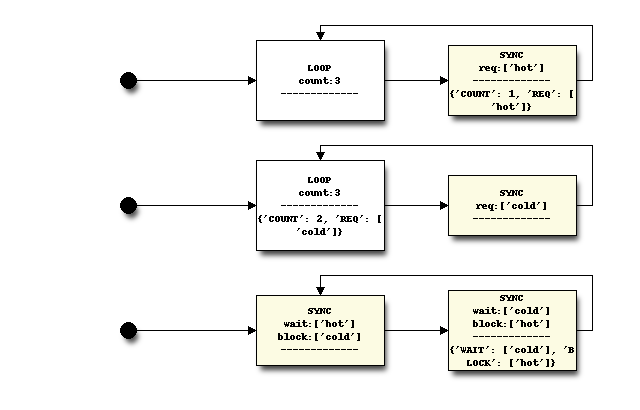 LOOP
count:3
-------------
SYNC
req:['hot']
-------------
{'COUNT': 1, 'REQ': [
'hot']}
LOOP
count:3
-------------
{'COUNT': 2, 'REQ': [
'cold']}
SYNC
req:['cold']
-------------
SYNC
wait:['hot']
block:['cold']
-------------
SYNC
wait:['cold']
block:['hot']
-------------
{'WAIT': ['cold'], 'B
LOCK': ['hot']}